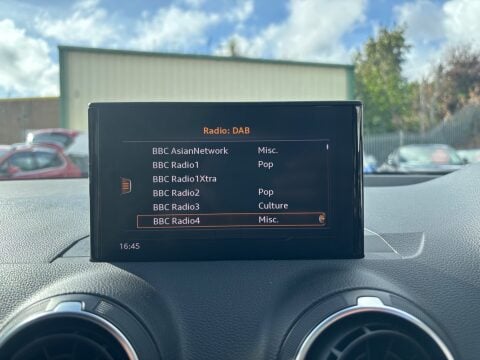 Radio: DAB
BBC AsianNetwork Misc.
BBC Radio1 Pop
BBC Radio1Xtra
BBC Radio2 Pop
BBC Radio3 Culture
BBC Radio4 Misc.
16:45